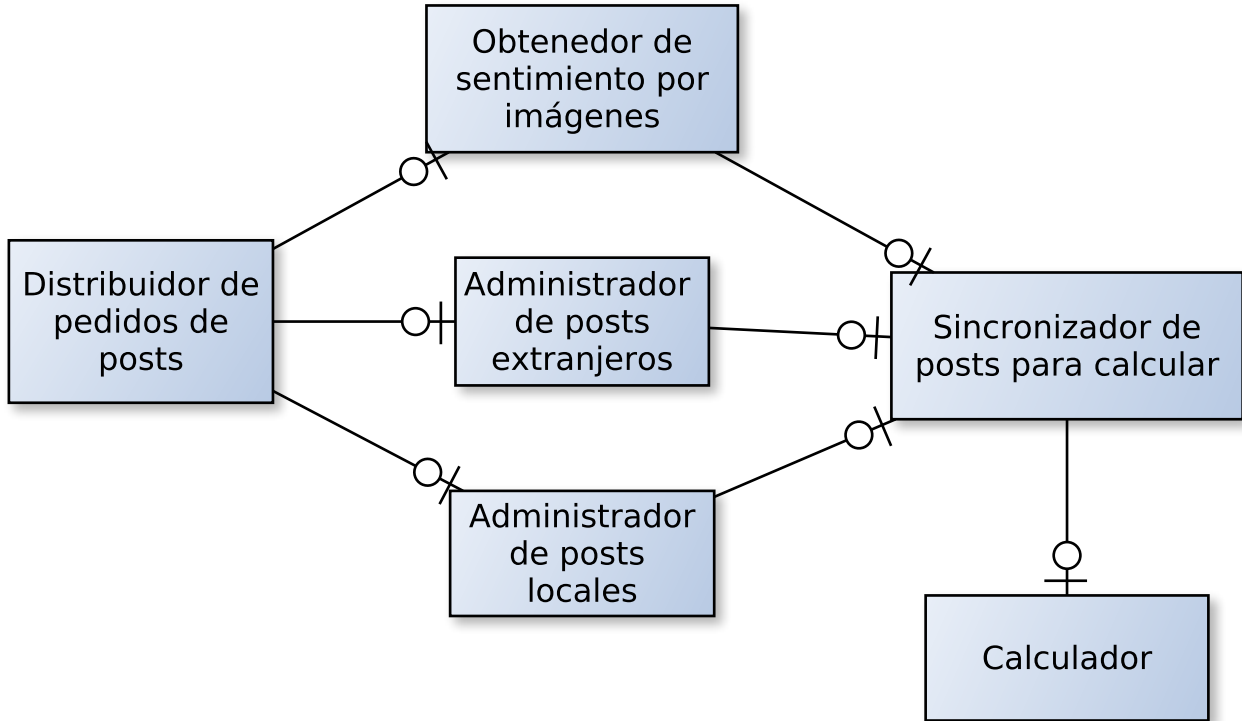 Obtenedor de
sentimiento por
imágenes
Distribuidor de
pedidos de
posts
Administrador
de posts
extranjeros
Sincronizador de
posts para calcular
Administrador
de posts
locales
Calculador